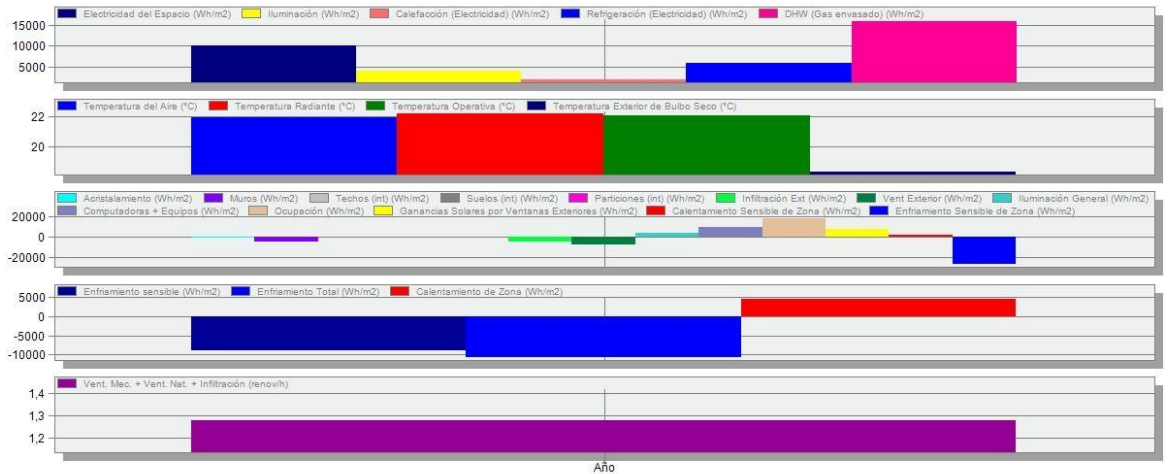 Electricidad del Espacio (Wh/m2) Iluminación (Wh/m2) Calefacción (Electricidad) (Wh/m2) Refrigeración (Electricidad) (Wh/m2) DHW (Gas envasado) (Wh/m2)
15000
10000
5000
Temperatura del Aire (°C) Temperatura Radiante (°C) Temperatura Operativa (°C) Temperatura Exterior de Bulbo Seco (°C)
22
20
Acristalamiento (Wh/m2) Muros (Wh/m2) Techos (int) (Wh/m2) Suelos (int) (Wh/m2) Particiones (int) (Wh/m2) Infiltración Ext (Wh/m2) Vent Exterior (Wh/m2) Iluminación General (Wh/m2)
Computadoras + Equipos (Wh/m2) Ocupación (Wh/m2) Ganancias Solares por Ventanas Exteriores (Wh/m2) Calentamiento Sensible de Zona (Wh/m2) Enfriamiento Sensible de Zona (Wh/m2)
20000
0
-20000
Enfriamiento sensible (Wh/m2) Enfriamiento Total (Wh/m2) Calentamiento de Zona (Wh/m2)
5000
0
-5000
-10000
Vent. Mec. + Vent. Nat. + Infiltración (renov/h)
1,4
1,3
1,2
Año